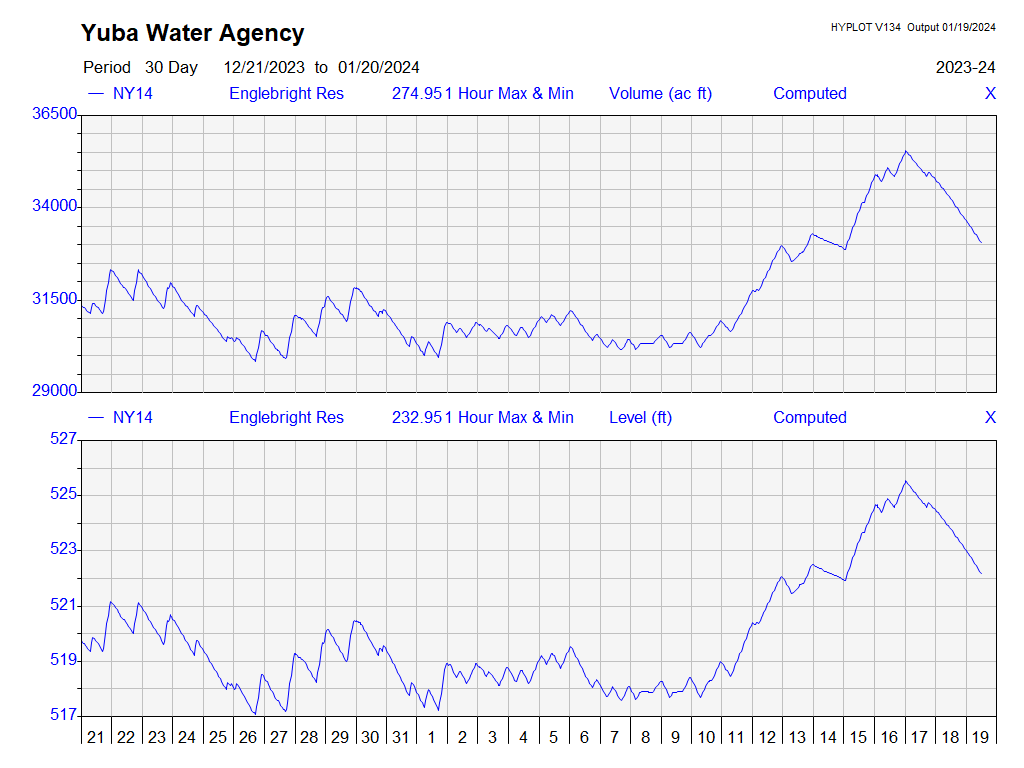 Yuba Water Agency
HYPLOT V134 Output 01/19/2024
Period 30 Day 12/21/2023 to 01/20/2024 2023-24
NY14 Englebright Res 274.951 Hour Max & Min Volume (ac ft) Computed X
36500
34000
31500
29000
NY14 Englebright Res 232.951 Hour Max & Min Level (ft) Computed X
527
525
523
521
519
517
21 22 23 24 25 26 27 28 29 30 31 1 2 3 4 5 6 7 8 9 10 11 12 13 14 15 16 17 18 19